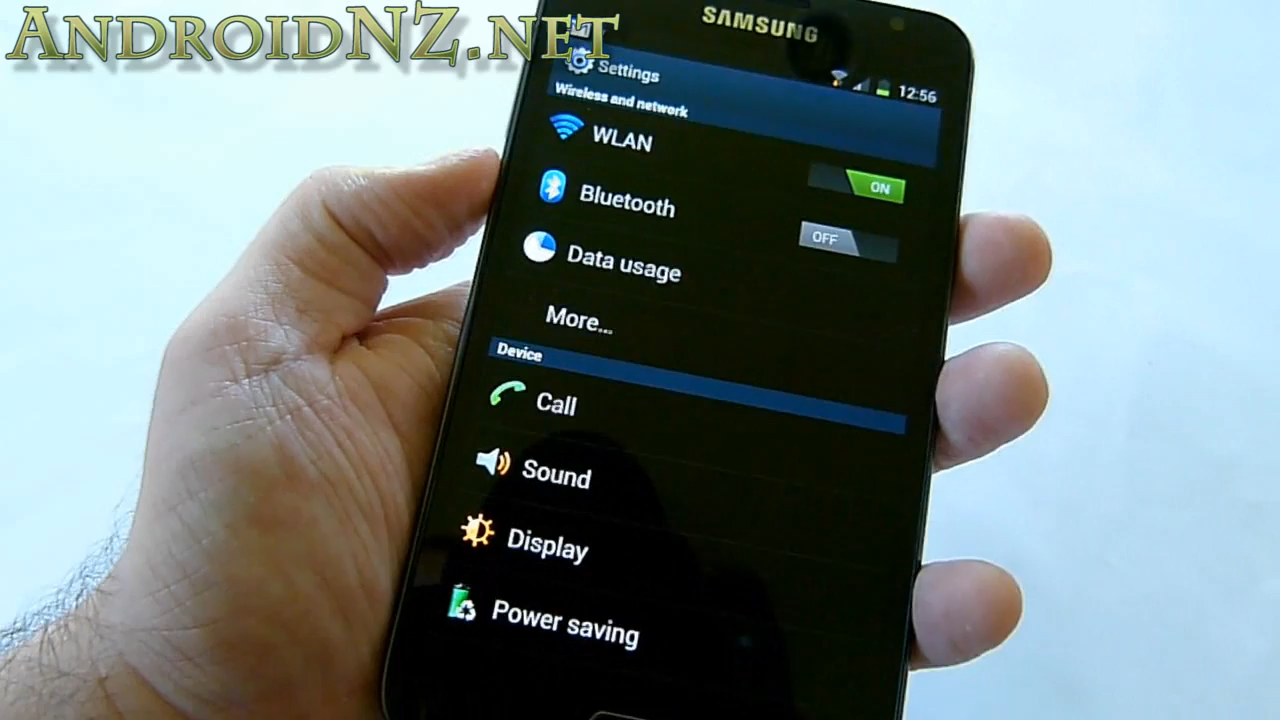 AndroidNZ.net
SAMSUNG
12:56
Settings
Wireless and network
WLAN
ON
Bluetooth
OFF
Data usage
More...
Device
Call
Sound
Display
Power saving